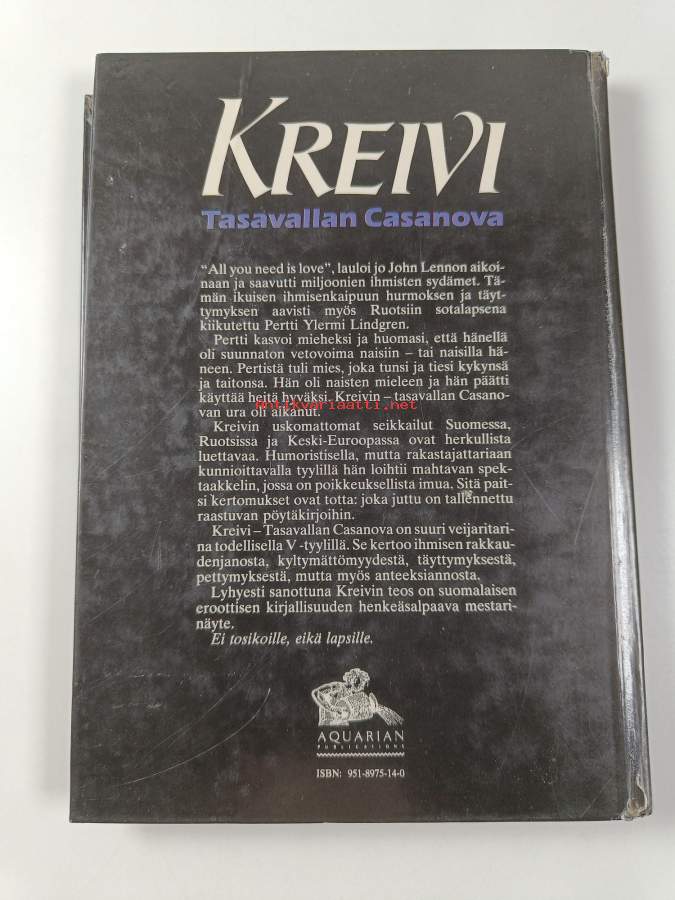 KREIVI
Tasavallan Casanova
“All you need is love”, lauloi jo John Lennon aikoi-
naan ja saavutti miljoonien ihmisten sydämet. Tä-
män ikuisen ihmisenkaipuun hurmoksen ja täyt-
tymyksen aavisti myös Ruotsiin sotalapsena
kiikutettu Pertti Ylermi Lindgren.
Pertti kasvoi mieheksi ja huomasi, että hänellä
oli suunnaton vetovoima naisiin – tai naisilla hä-
neen. Pertistä tuli mies, joka tunsi ja tiesi kykynsä
ja taitonsa. Hän oli naisten mieleen ja hän päätti
käyttää heitä hyväksi. Kreivin – tasavallan Casano-
van ura oli alkanut.
Antikvariaatti.net
Kreivin uskomattomat seikkailut Suomessa,
Ruotsissa ja Keski-Euroopassa ovat herkullista
luettavaa. Humoristisella, mutta rakastajattariaan
kunnioittavalla tyylillä hän loihtii mahtavan spek-
taakkelin, jossa on poikkeuksellista imua. Sitä pait-
si kertomukset ovat totta: joka juttu on tallennettu
raastuvan pöytäkirjoihin.
Kreivi – Tasavallan Casanova on suuri veijaritari-
na todellisella V -tyylillä. Se kertoo ihmisen rakkau-
denjanosta, kyltymättömyydestä, täyttymyksestä,
pettymyksestä, mutta myös anteeksiannosta.
Lyhyesti sanottuna Kreivin teos on suomalaisen
eroottisen kirjallisuuden henkeäsalpaava mestari-
näyte.
Ei tosikoille, eikä lapsille.
AQUARIAN
PUBLICATIONS
ISBN: 951-8975-14-0